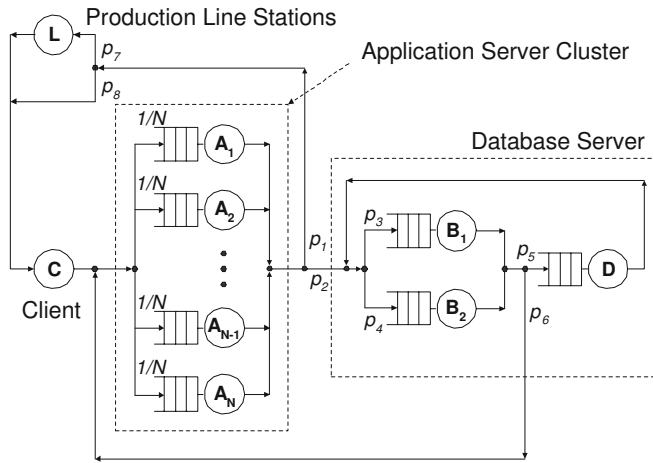 Production Line Stations
L
p7
Application Server Cluster
p8
1/N
A1
Database Server
1/N
A2
p3
B1
p1
p5
C
D
p2
Client
p6
1/N
AN-1
p4
B2
1/N
AN